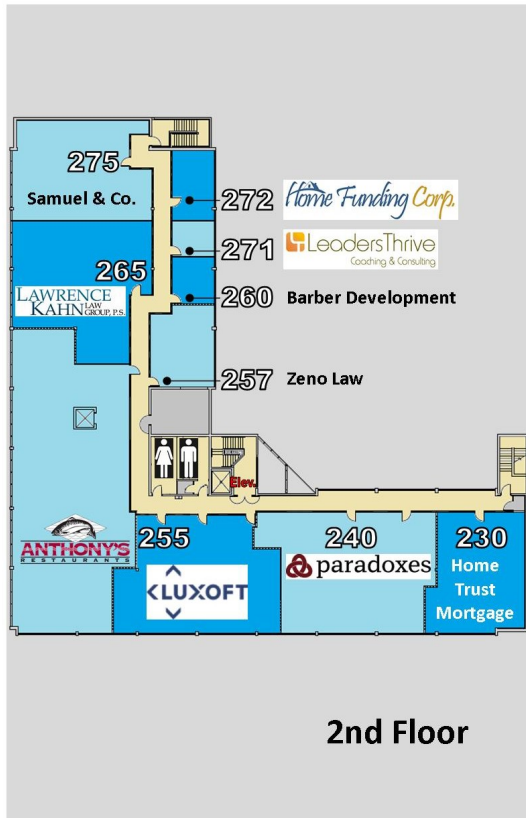 275
Samuel & Co.
272
Home Funding Corp.
271
LeadersThrive
Coaching & Consulting
265
LAWRENCE
KAHN LAW
GROUP, P.S.
260
Barber Development
257
Zeno Law
Elev.
ANTHONY'S
RESTAURANTS
255
LUXOFT
240
paradoxes
230
Home
Trust
Mortgage
2nd Floor